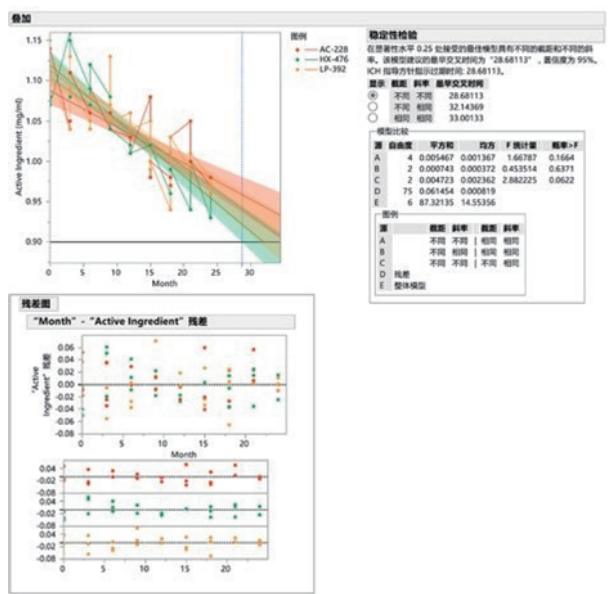 叠加
图例
AC-228
HX-476
LP-392
Active Ingredient (mg/ml)
1.15
1.10
1.05
1.00
0.95
0.90
0 5 10 15 20 25 30
Month
稳定性检验
在显著性水平 0.25 处接受的最佳模型具有不同的截距和不同的斜
率。该模型建议的最早交叉时间为“28.68113”，置信度为 95%。
ICH 指导方针指示过期时间: 28.68113。
显示 截距 斜率 最早交叉时间
不同 不同 28.68113
不同 相同 32.14369
相同 相同 33.00133
模型比较
源 自由度 平方和 均方 F 统计量 概率>F
A 4 0.005467 0.001367 1.66787 0.1664
B 2 0.000743 0.000372 0.453514 0.6371
C 2 0.004723 0.002362 2.882225 0.0622
D 75 0.061454 0.000819
E 6 87.32135 14.55356
图例
源 截距 斜率 截距 斜率
A 不同 不同 | 相同 相同
B 不同 不同 | 不同 相同
C 不同 相同 | 相同 相同
D 残差
E 整体模型
残差图
“Month” - “Active Ingredient” 残差
“Active
Ingredient” 残差
0.06
0.04
0.02
0.00
-0.02
-0.04
-0.06
-0.08
0 5 10 15 20
Month
0.04
-0.02
-0.08
0.04
-0.02
-0.08
0.04
-0.02
-0.08
0 5 10 15 20